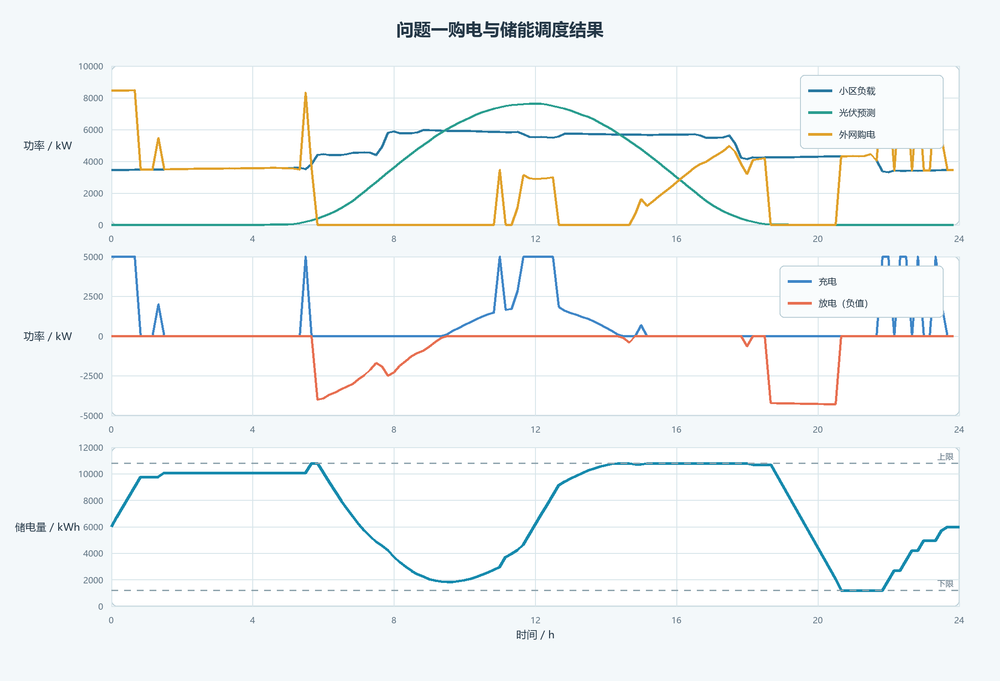 问题一购电与储能调度结果
10000
8000
6000
4000
2000
0
功率 / kW
小区负载
光伏预测
外网购电
0 4 8 12 16 20 24
5000
2500
0
-2500
-5000
功率 / kW
充电
放电（负值）
0 4 8 12 16 20 24
12000
10000
8000
6000
4000
2000
0
储电量 / kWh
上限
下限
0 4 8 12 16 20 24
时间 / h